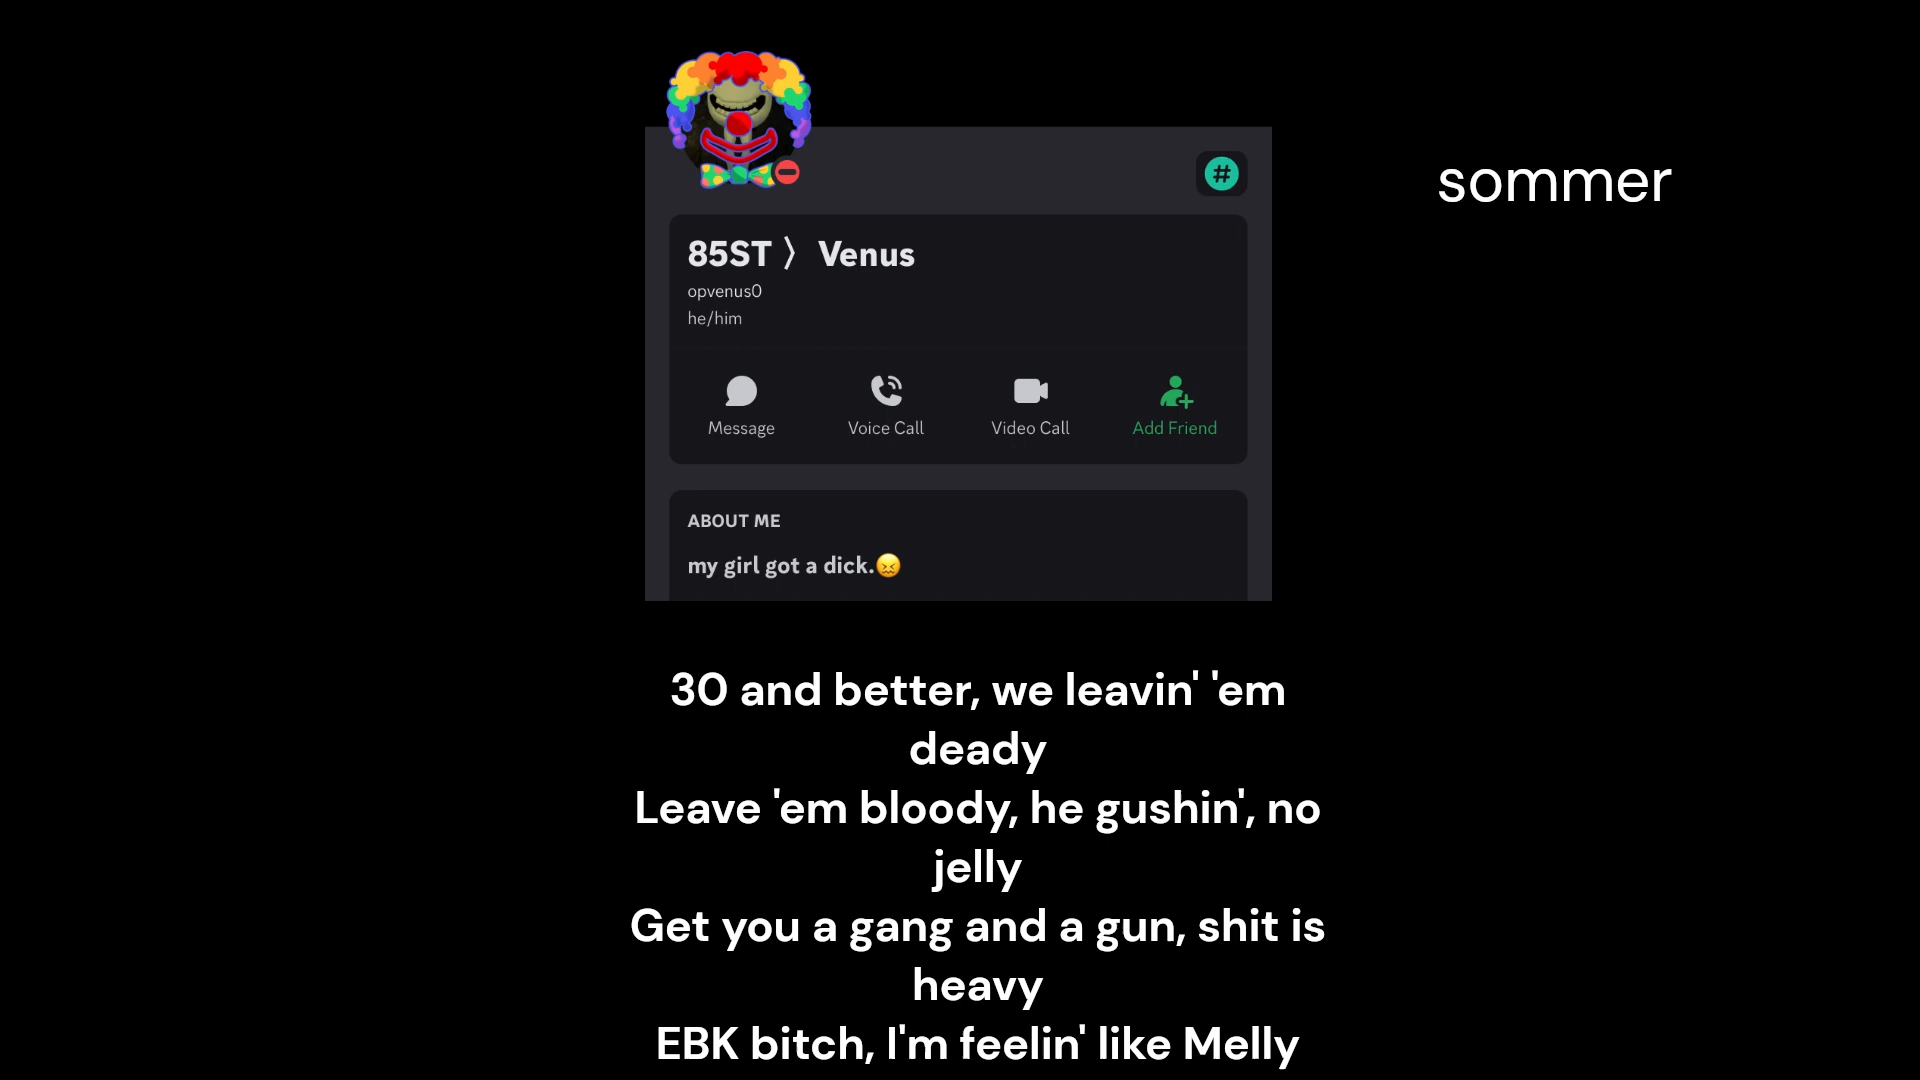 sommer
#
85ST 〉 Venus
opvenus0
he/him
Message Voice Call Video Call Add Friend
ABOUT ME
my girl got a dick.😖
30 and better, we leavin' 'em
deady
Leave 'em bloody, he gushin', no
jelly
Get you a gang and a gun, shit is
heavy
EBK bitch, I'm feelin' like Melly